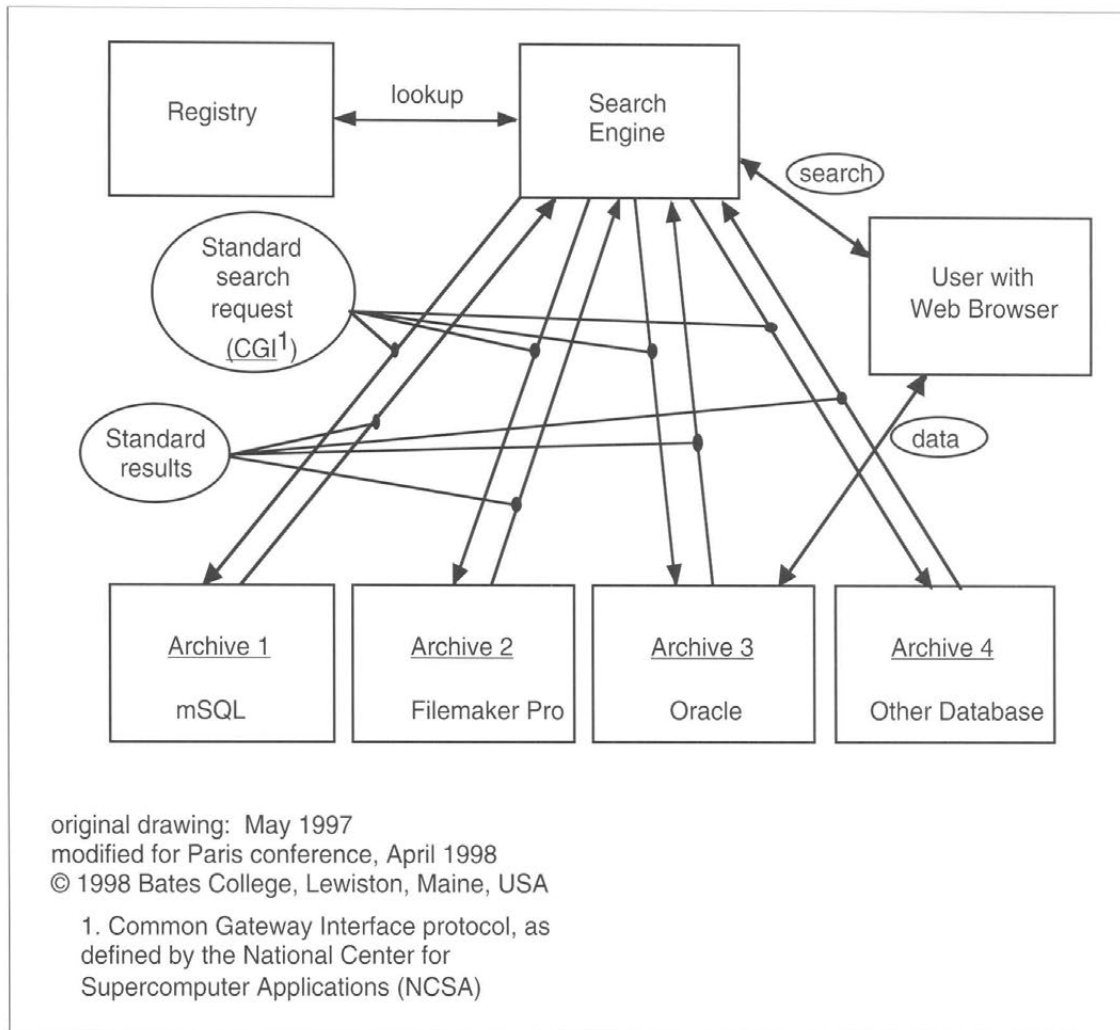 Registry
lookup
Search
Engine
search
Standard
search
request
(CGI1)
User with
Web Browser
Standard
results
data
Archive 1
mSQL
Archive 2
Filemaker Pro
Archive 3
Oracle
Archive 4
Other Database
original drawing: May 1997
modified for Paris conference, April 1998
© 1998 Bates College, Lewiston, Maine, USA
1. Common Gateway Interface protocol, as
defined by the National Center for
Supercomputer Applications (NCSA)